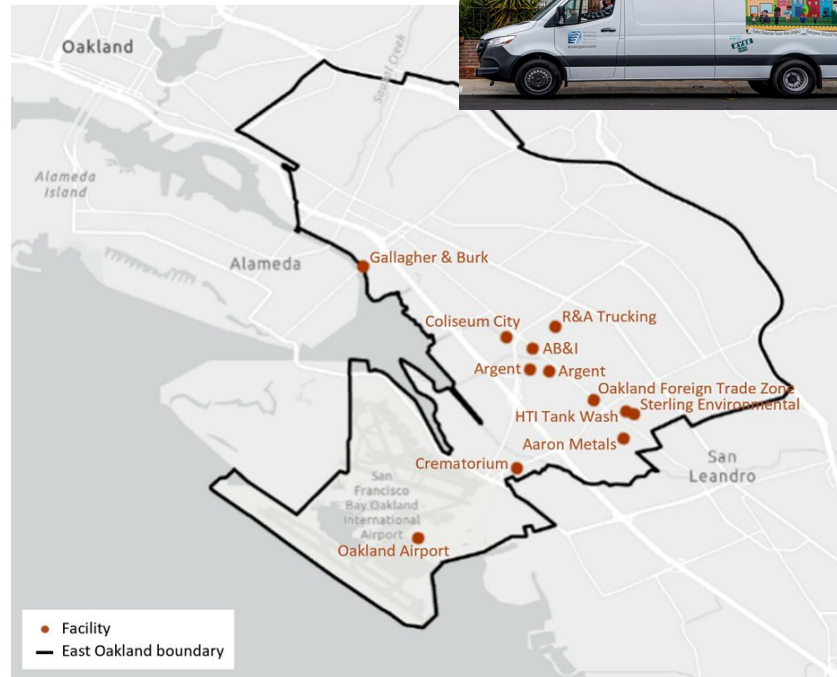 Oakland
Sausal Creek
Alameda
Island
Alameda
Gallagher & Burk
Coliseum City
R&A Trucking
AB&I
Argent
Argent
Oakland Foreign Trade Zone
Sterling Environmental
HTI Tank Wash
Aaron Metals
San
Leandro
Crematorium
San
Francisco
Bay Oakland
International
Airport
Oakland Airport
Facility
East Oakland boundary